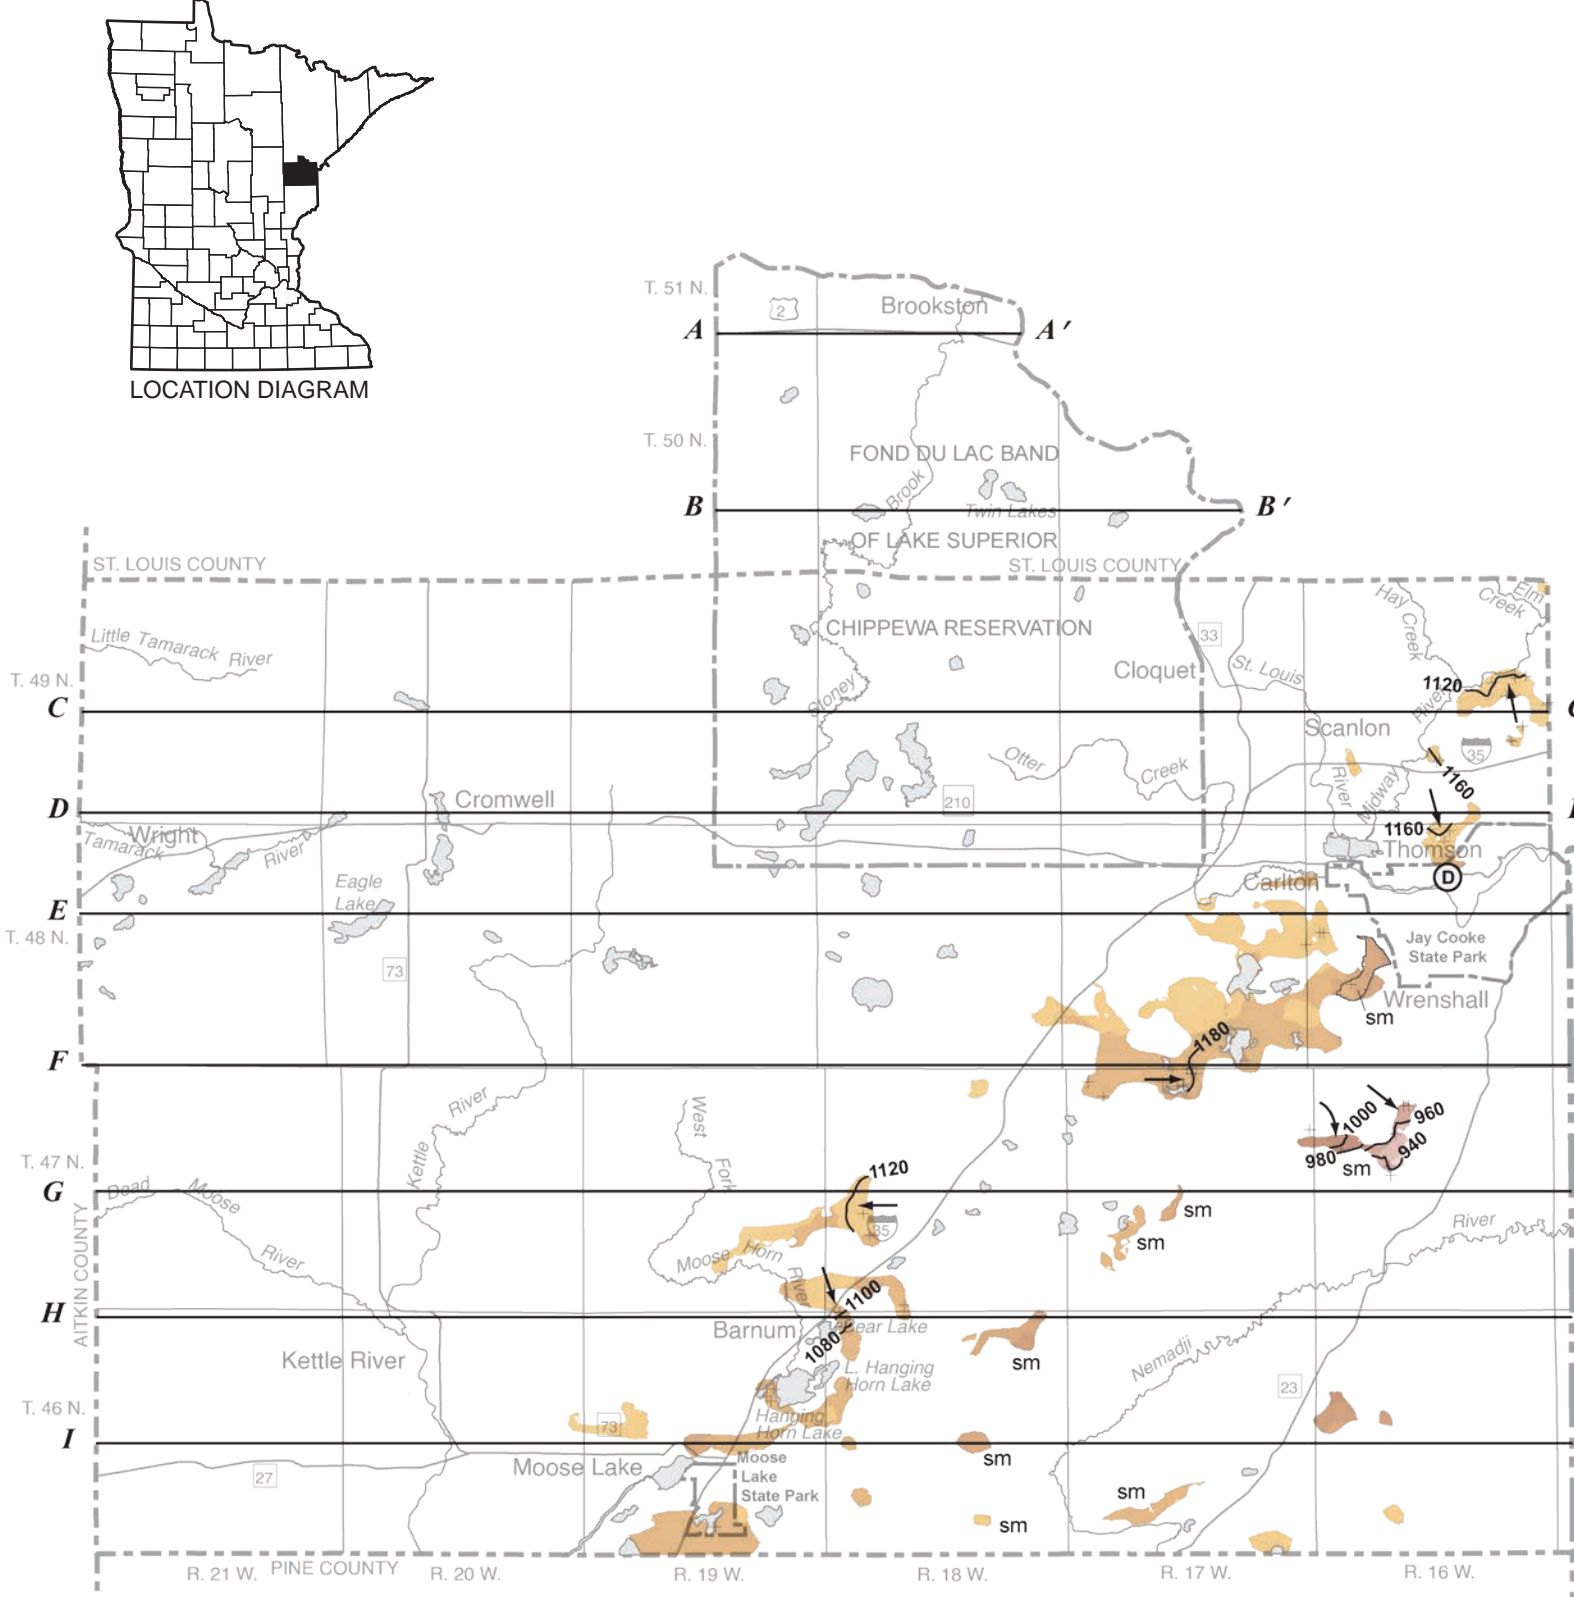 LOCATION DIAGRAM
T. 51 N.
2
Brookston
A
A′
T. 50 N.
FOND DU LAC BAND
Brook
B
Twin Lakes
B′
OF LAKE SUPERIOR
ST. LOUIS COUNTY
ST. LOUIS COUNTY
Hay Creek
Elm Creek
CHIPPEWA RESERVATION
33
Little Tamarack River
Cloquet
St. Louis
River
T. 49 N.
1120
C
Stoney
C
Scanlon
35
Otter Creek
River
Midway
1160
Cromwell
210
D
D
Wright
1160
Tamarack River
Thomson
D
Carlton
Eagle
Lake
E
T. 48 N.
Jay Cooke
State Park
73
Wrenshall
sm
1180
F
River
West Fork
1000
960
940
980
sm
T. 47 N.
Kettle
1120
G
Dead Moose River
sm
35
River
sm
Moose Horn River
AITKIN COUNTY
1100
H
Barnum
Bear Lake
1080
Kettle River
sm
Nemadji
L. Hanging
Horn Lake
23
T. 46 N.
73
Hanging
Horn Lake
I
Moose Lake
Moose
Lake
State Park
sm
27
sm
sm
PINE COUNTY
R. 21 W.
R. 20 W.
R. 19 W.
R. 18 W.
R. 17 W.
R. 16 W.